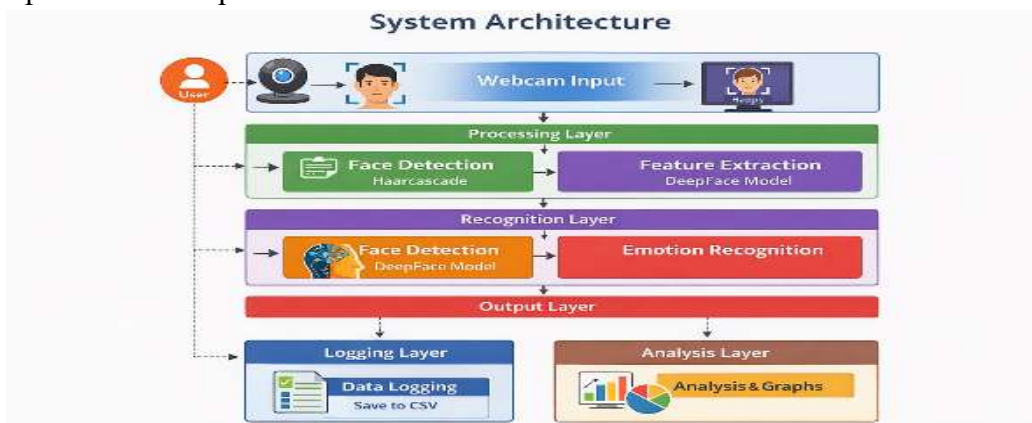 System Architecture
User
Webcam Input
Happy
Processing Layer
Face Detection
Haarcascade
Feature Extraction
DeepFace Model
Recognition Layer
Face Detection
DeepFace Model
Emotion Recognition
Output Layer
Logging Layer
Data Logging
Save to CSV
Analysis Layer
Analysis & Graphs